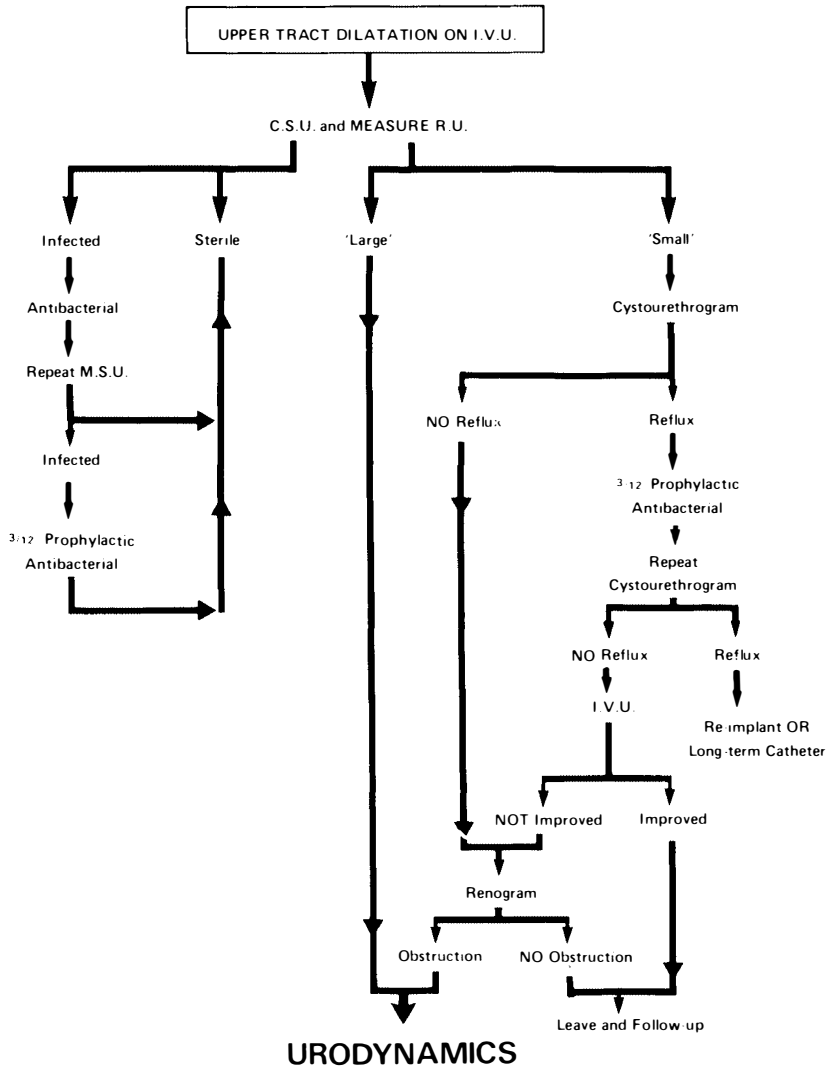 UPPER TRACT DILATATION ON I.V.U.
C.S.U. and MEASURE R.U.
Infected
Sterile
'Large'
'Small'
Antibacterial
Cystourethrogram
Repeat M.S.U.
NO Reflux
Reflux
Infected
3/12 Prophylactic
Antibacterial
3/12 Prophylactic
Antibacterial
Repeat
Cystourethrogram
NO Reflux
Reflux
I.V.U.
Re-implant OR
Long-term Catheter
NOT Improved
Improved
Renogram
Obstruction
NO Obstruction
Leave and Follow-up
URODYNAMICS